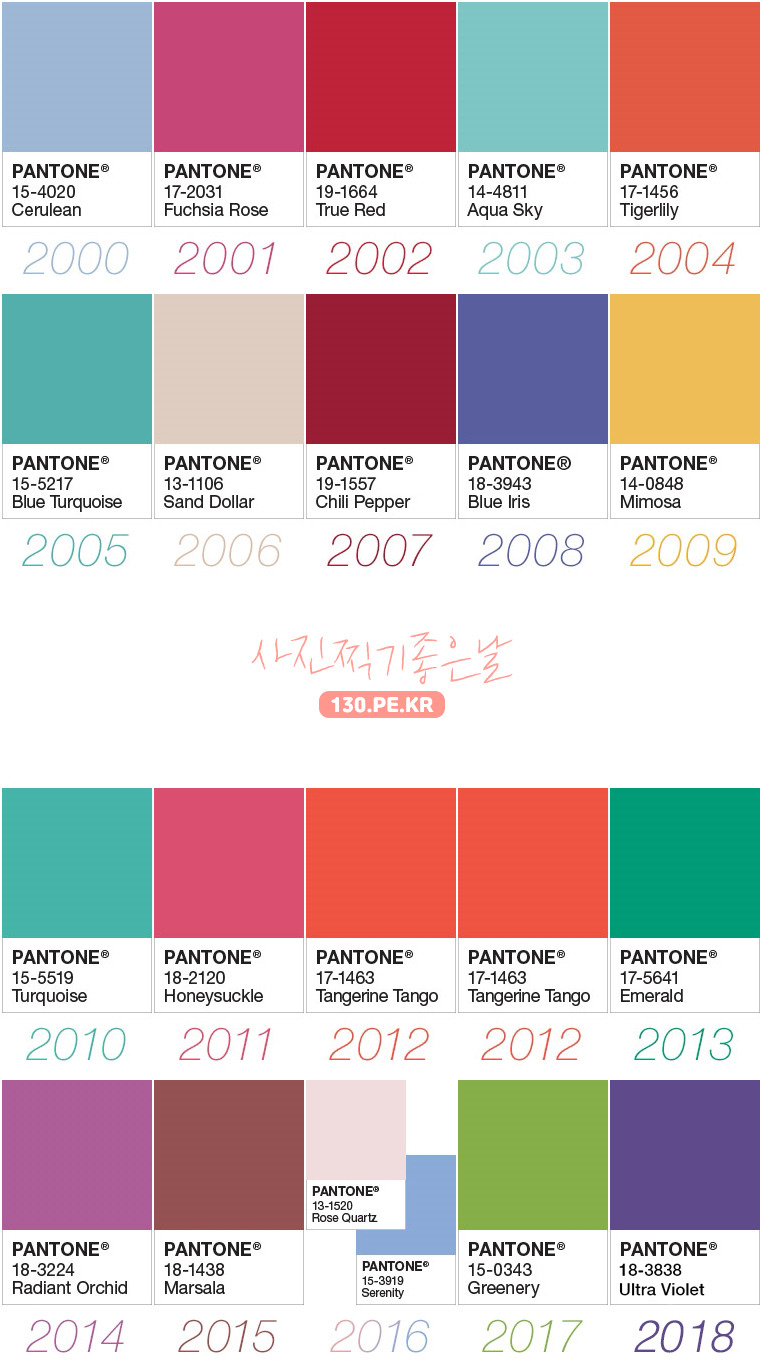 PANTONE®
15-4020
Cerulean
PANTONE®
17-2031
Fuchsia Rose
PANTONE®
19-1664
True Red
PANTONE®
14-4811
Aqua Sky
PANTONE®
17-1456
Tigerlily
2000
2001
2002
2003
2004
PANTONE®
15-5217
Blue Turquoise
PANTONE®
13-1106
Sand Dollar
PANTONE®
19-1557
Chili Pepper
PANTONE®
18-3943
Blue Iris
PANTONE®
14-0848
Mimosa
2005
2006
2007
2008
2009
사진찍기좋은날
130.PE.KR
PANTONE®
15-5519
Turquoise
PANTONE®
18-2120
Honeysuckle
PANTONE®
17-1463
Tangerine Tango
PANTONE®
17-1463
Tangerine Tango
PANTONE®
17-5641
Emerald
2010
2011
2012
2012
2013
PANTONE®
18-3224
Radiant Orchid
PANTONE®
18-1438
Marsala
PANTONE®
13-1520
Rose Quartz
PANTONE®
15-3919
Serenity
PANTONE®
15-0343
Greenery
PANTONE®
18-3838
Ultra Violet
2014
2015
2016
2017
2018